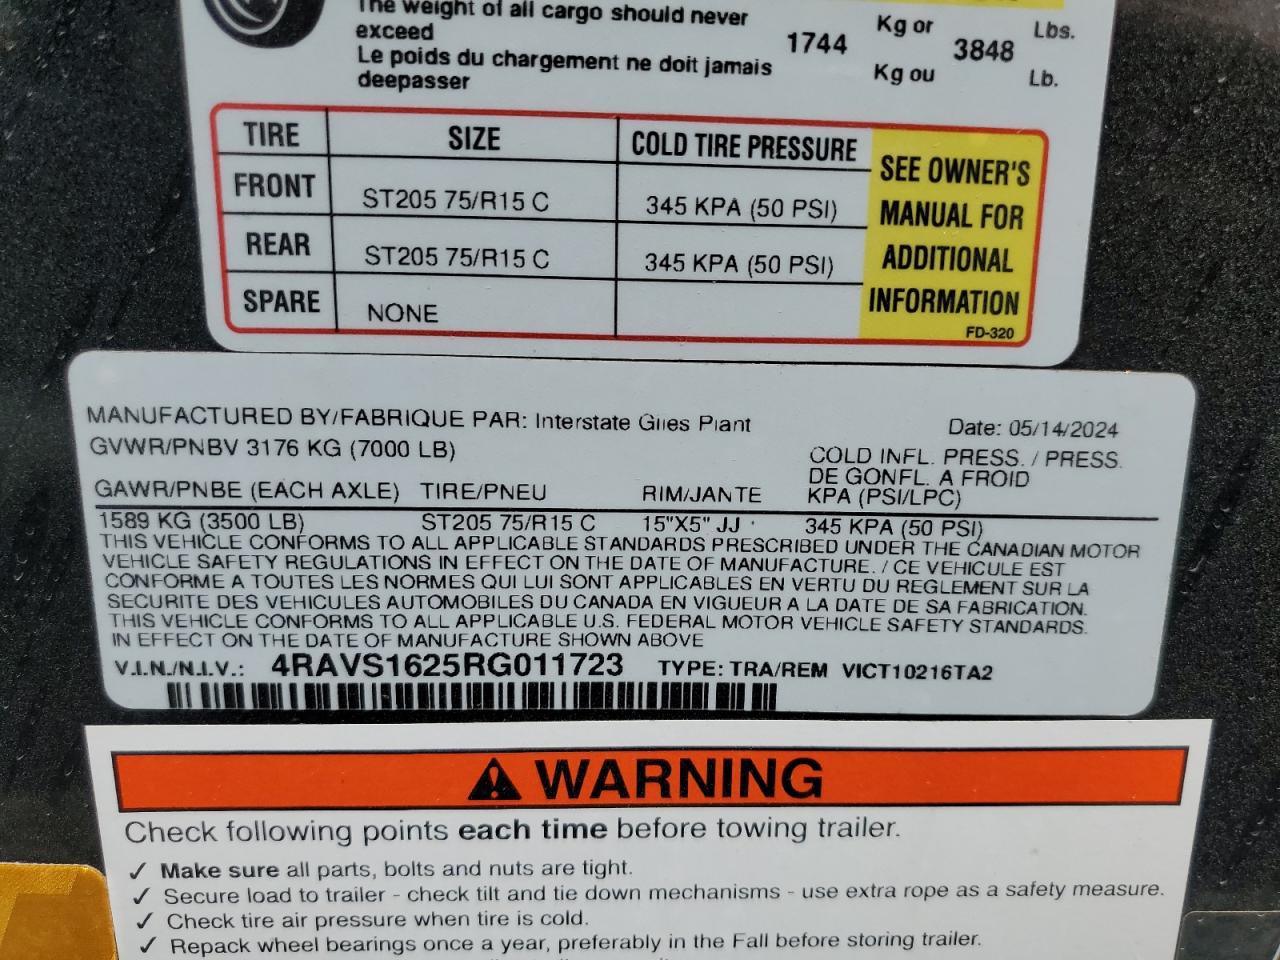 The weight of all cargo should never
exceed
Le poids du chargement ne doit jamais
deepasser
1744 Kg or 3848 Lbs.
Kg ou Lb.
TIRE SIZE COLD TIRE PRESSURE
FRONT ST205 75/R15 C 345 KPA (50 PSI)
REAR ST205 75/R15 C 345 KPA (50 PSI)
SPARE NONE
SEE OWNER'S
MANUAL FOR
ADDITIONAL
INFORMATION
FD-320
MANUFACTURED BY/FABRIQUE PAR: Interstate Giles Plant Date: 05/14/2024
GVWR/PNBV 3176 KG (7000 LB)
COLD INFL. PRESS. / PRESS.
DE GONFL. A FROID
GAWR/PNBE (EACH AXLE) TIRE/PNEU RIM/JANTE KPA (PSI/LPC)
1589 KG (3500 LB) ST205 75/R15 C 15"X5" JJ 345 KPA (50 PSI)
THIS VEHICLE CONFORMS TO ALL APPLICABLE STANDARDS PRESCRIBED UNDER THE CANADIAN MOTOR
VEHICLE SAFETY REGULATIONS IN EFFECT ON THE DATE OF MANUFACTURE. / CE VEHICULE EST
CONFORME A TOUTES LES NORMES QUI LUI SONT APPLICABLES EN VERTU DU REGLEMENT SUR LA
SECURITE DES VEHICULES AUTOMOBILES DU CANADA EN VIGUEUR A LA DATE DE SA FABRICATION.
THIS VEHICLE CONFORMS TO ALL APPLICABLE U.S. FEDERAL MOTOR VEHICLE SAFETY STANDARDS.
IN EFFECT ON THE DATE OF MANUFACTURE SHOWN ABOVE
V.I.N./N.I.V.: 4RAVS1625RG011723 TYPE: TRA/REM VICT10216TA2
WARNING
Check following points each time before towing trailer.
✓ Make sure all parts, bolts and nuts are tight.
✓ Secure load to trailer - check tilt and tie down mechanisms - use extra rope as a safety measure.
✓ Check tire air pressure when tire is cold.
✓ Repack wheel bearings once a year, preferably in the Fall before storing trailer.